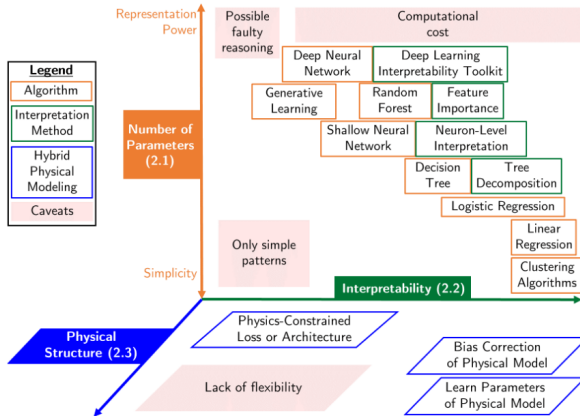 Representation
Power
Possible
faulty
reasoning
Computational
cost
Legend
Algorithm
Interpretation
Method
Hybrid
Physical
Modeling
Caveats
Number of
Parameters (2.1)
Deep Neural
Network
Deep Learning
Interpretability Toolkit
Generative
Learning
Random
Forest
Feature
Importance
Shallow Neural
Network
Neuron-Level
Interpretation
Decision
Tree
Tree
Decomposition
Logistic Regression
Linear
Regression
Clustering
Algorithms
Only simple
patterns
Simplicity
Interpretability (2.2)
Physical
Structure (2.3)
Physics-Constrained
Loss or Architecture
Bias Correction
of Physical Model
Lack of flexibility
Learn Parameters
of Physical Model